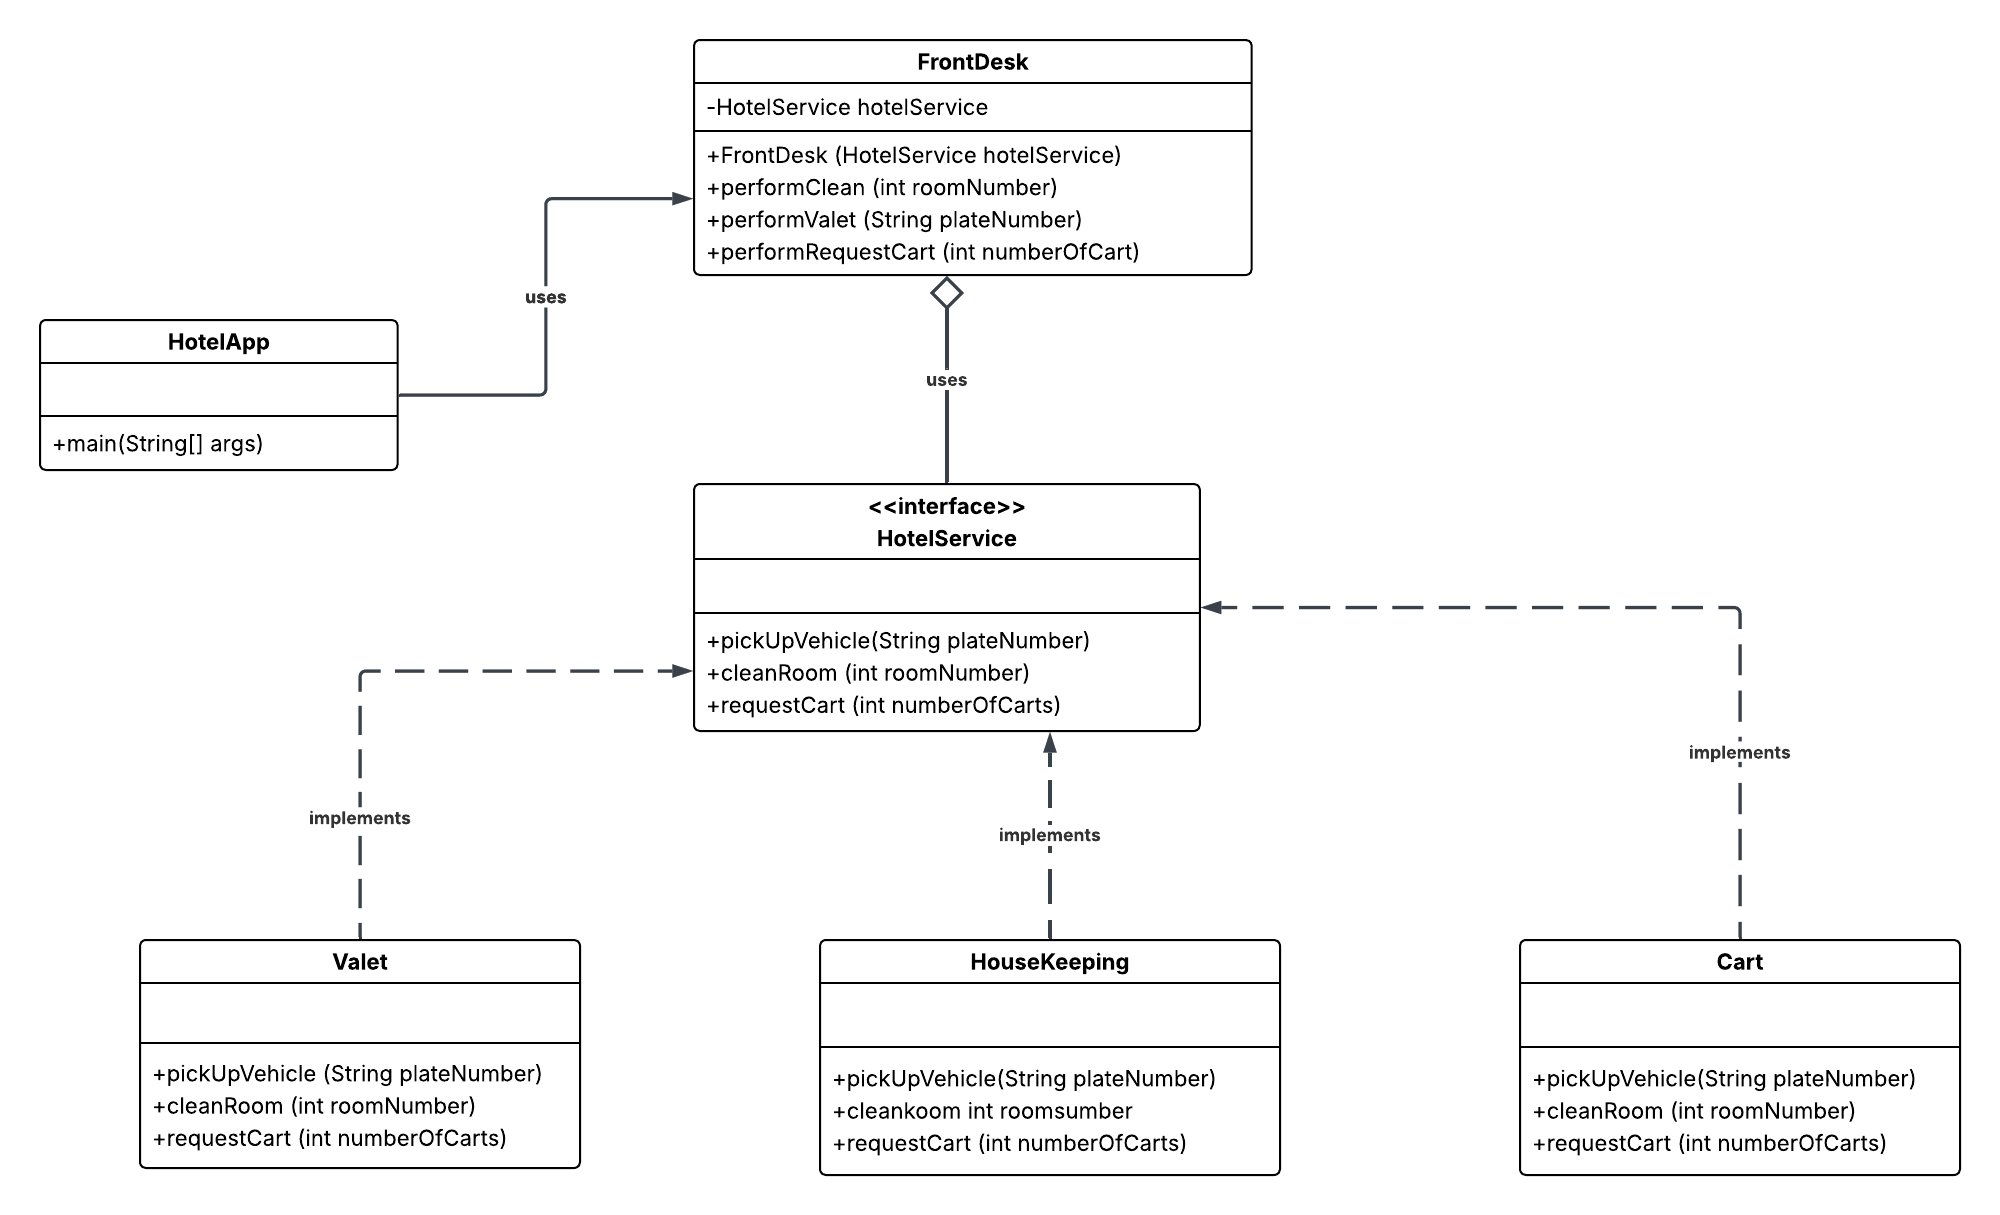 FrontDesk
-HotelService hotelService
+FrontDesk (HotelService hotelService)
+performClean (int roomNumber)
+performValet (String plateNumber)
+performRequestCart (int numberOfCart)
uses
HotelApp
+main(String[] args)
uses
<<interface>>
HotelService
+pickUpVehicle(String plateNumber)
+cleanRoom (int roomNumber)
+requestCart (int numberOfCarts)
implements
implements
implements
Valet
+pickUpVehicle (String plateNumber)
+cleanRoom (int roomNumber)
+requestCart (int numberOfCarts)
HouseKeeping
+pickUpVehicle(String plateNumber)
+cleankoom int roomsumber
+requestCart (int numberOfCarts)
Cart
+pickUpVehicle(String plateNumber)
+cleanRoom (int roomNumber)
+requestCart (int numberOfCarts)